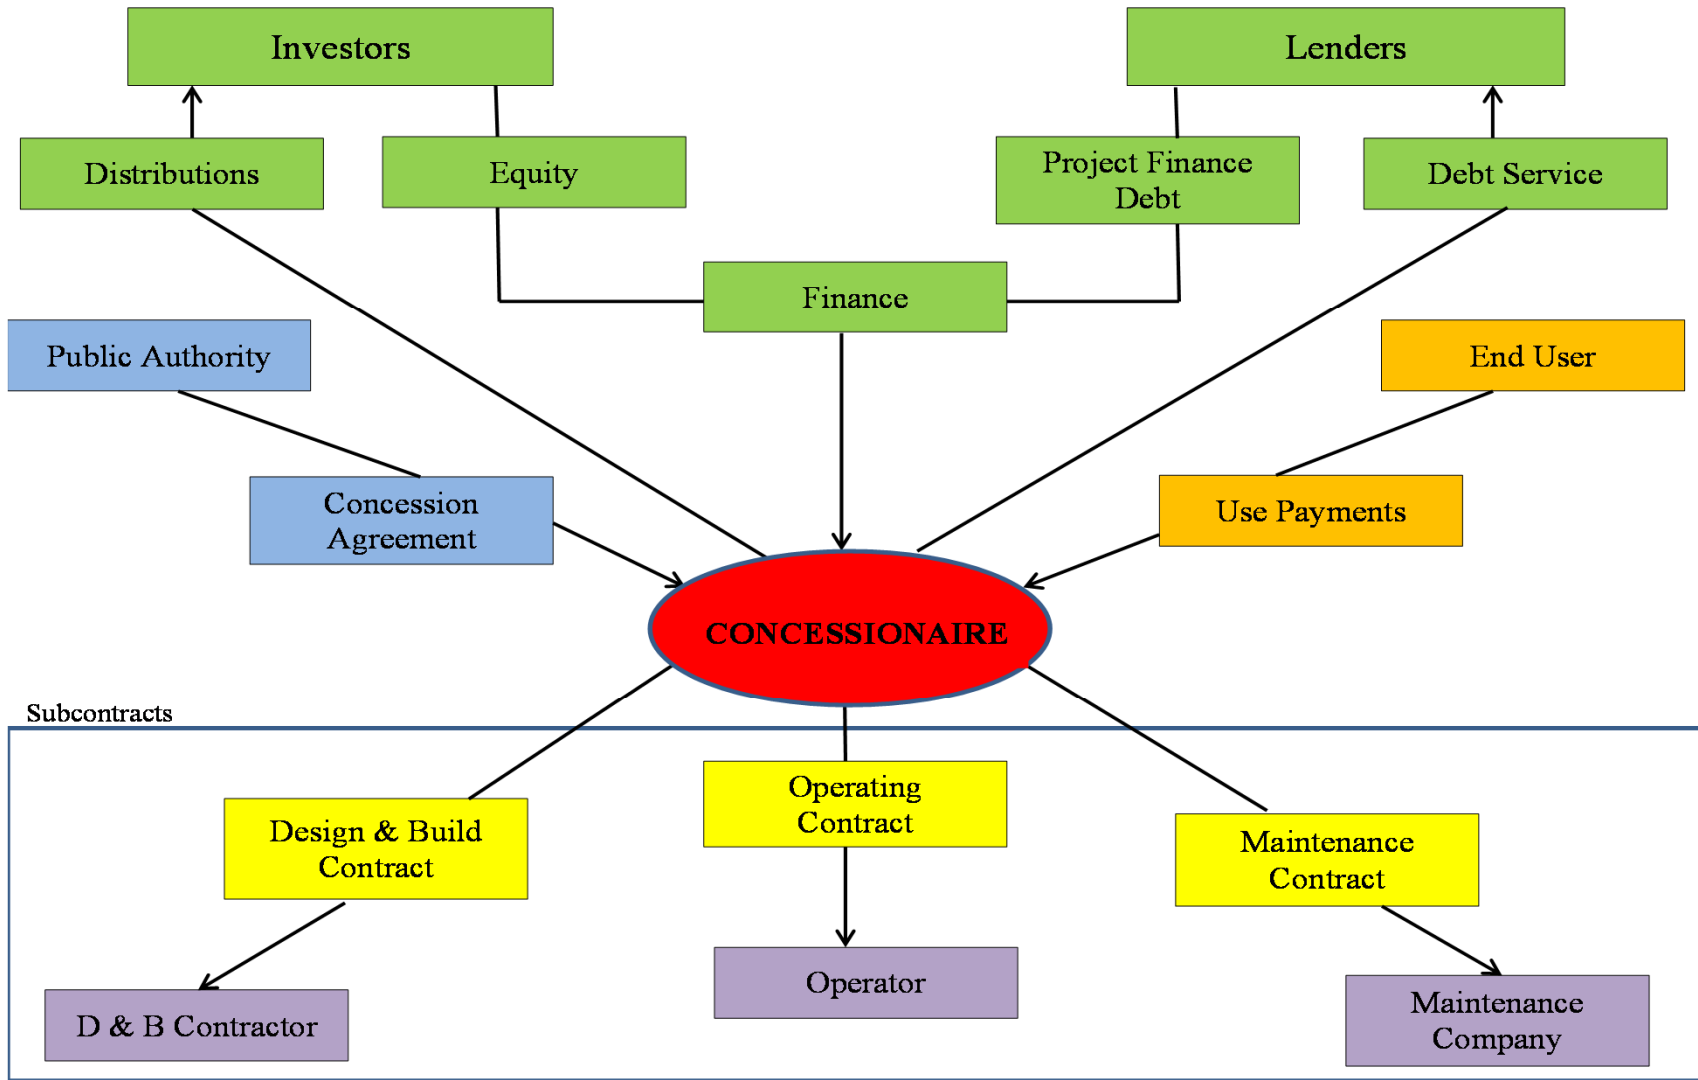 Investors
Lenders
Distributions
Equity
Project Finance
Debt
Debt Service
Finance
Public Authority
End User
Concession
Agreement
Use Payments
CONCESSIONAIRE
Subcontracts
Design & Build
Contract
Operating
Contract
Maintenance
Contract
D & B Contractor
Operator
Maintenance
Company